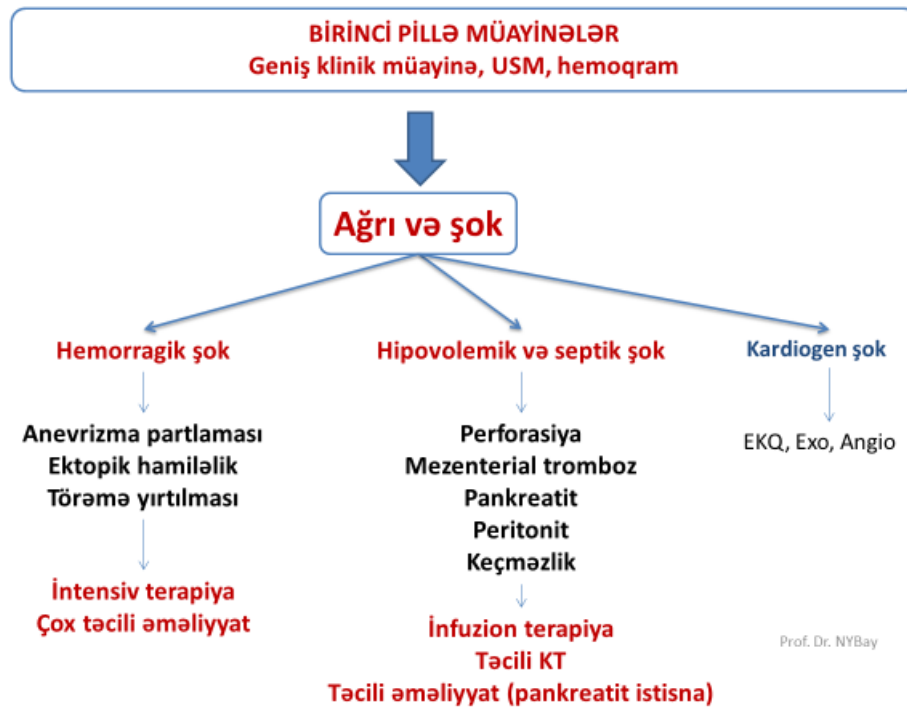 BİRİNCİ PİLLƏ MÜAYİNƏLƏR
Geniş klinik müayinə, USM, hemoqram
Ağrı və şok
Hemorragik şok
Anevrizma partlaması
Ektopik hamiləlik
Törəmə yırtılması
İntensiv terapiya
Çox təcili əməliyyat
Hipovolemik və septik şok
Perforasiya
Mezenterial tromboz
Pankreatit
Peritonit
Keçməzlik
İnfuzion terapiya
Təcili KT
Təcili əməliyyat (pankreatit istisna)
Kardiogen şok
EKQ, Exo, Angio
Prof. Dr. NYBay